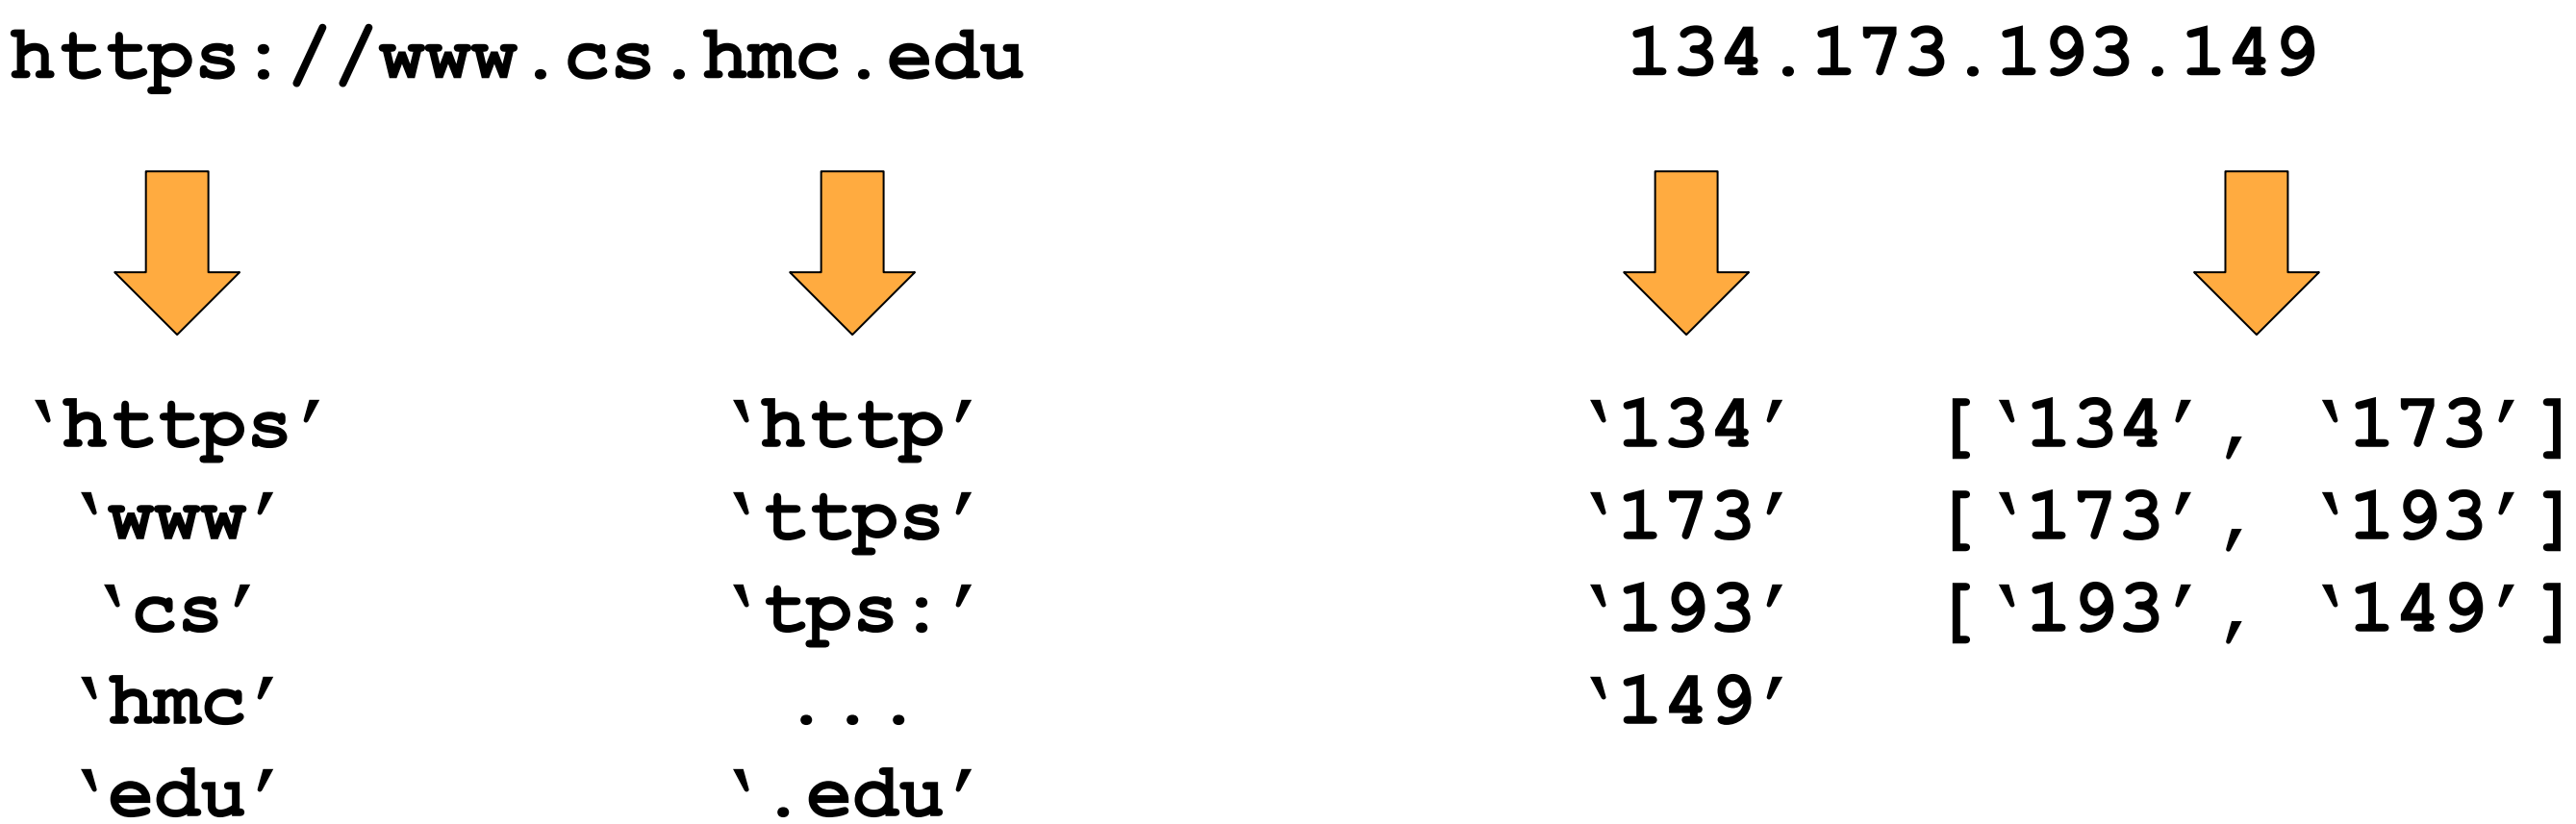 https://www.cs.hmc.edu
134.173.193.149
‘https’
‘www’
‘cs’
‘hmc’
‘edu’
‘http’
‘ttps’
‘tps:’
...
‘.edu’
‘134’
‘173’
‘193’
‘149’
[‘134’, ‘173’]
[‘173’, ‘193’]
[‘193’, ‘149’]